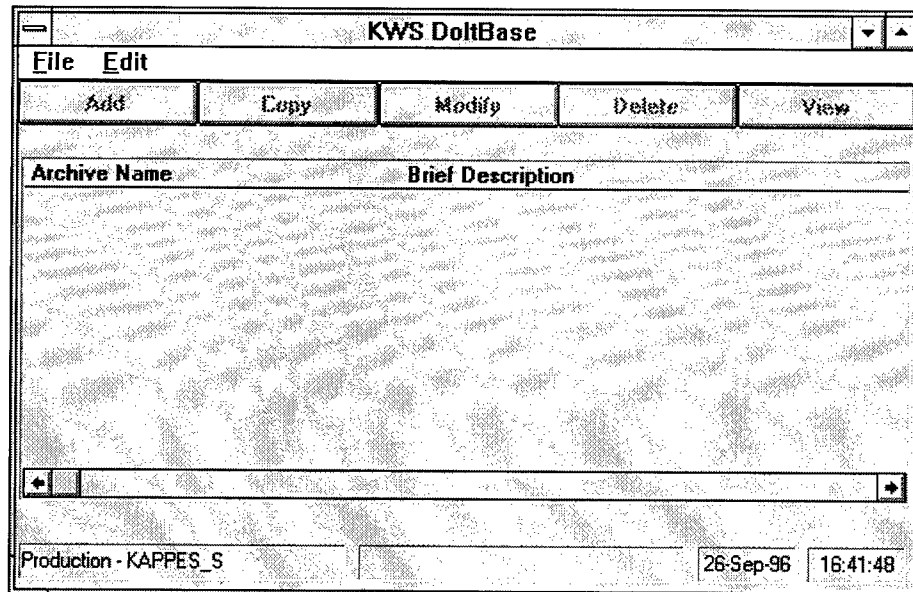 KWS DoItBase
File Edit
Add Copy Modify Delete View
Archive Name Brief Description
Production - KAPPES_S 26-Sep-96 16:41:48